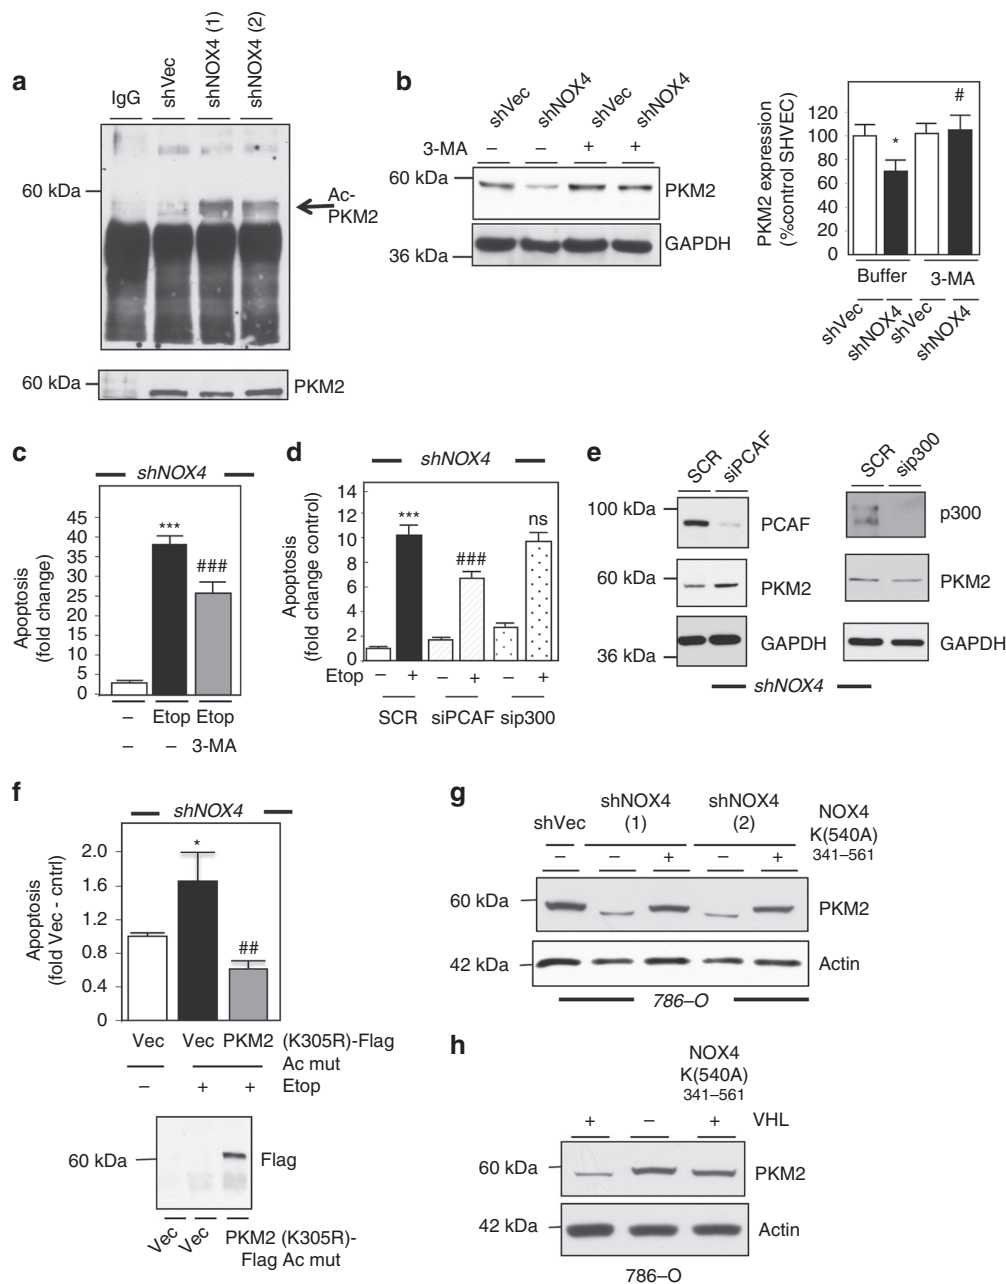 a
IgG
shVec
shNOX4 (1)
shNOX4 (2)
60 kDa
Ac-
PKM2
60 kDa
PKM2
b
shVec
shNOX4
shVec
shNOX4
3-MA – – + +
60 kDa
PKM2
36 kDa
GAPDH
PKM2 expression
(%control SHVEC)
120
100
80
60
40
20
0
*
#
Buffer
3-MA
shVec
shNOX4
shVec
shNOX4
c
shNOX4
Apoptosis
(fold change)
45
40
35
30
25
20
15
10
5
0
***
###
– Etop Etop
– – 3-MA
d
shNOX4
Apoptosis
(fold change control)
14
12
10
8
6
4
2
0
***
###
ns
Etop – + – + – +
SCR siPCAF sip300
e
SCR
siPCAF
100 kDa
PCAF
60 kDa
PKM2
36 kDa
GAPDH
SCR
sip300
p300
PKM2
GAPDH
shNOX4
f
shNOX4
Apoptosis
(fold Vec - cntrl)
2.0
1.6
1.2
0.8
0.4
0
*
##
Vec Vec PKM2 (K305R)-Flag
Ac mut
– + + Etop
60 kDa
Flag
Vec
Vec
PKM2 (K305R)-
Flag Ac mut
g
shVec
shNOX4
(1)
shNOX4
(2)
NOX4
K(540A)
341–561
– – + – +
60 kDa
PKM2
42 kDa
Actin
786–O
h
NOX4
K(540A)
341–561
+ – + VHL
60 kDa
PKM2
42 kDa
Actin
786–O